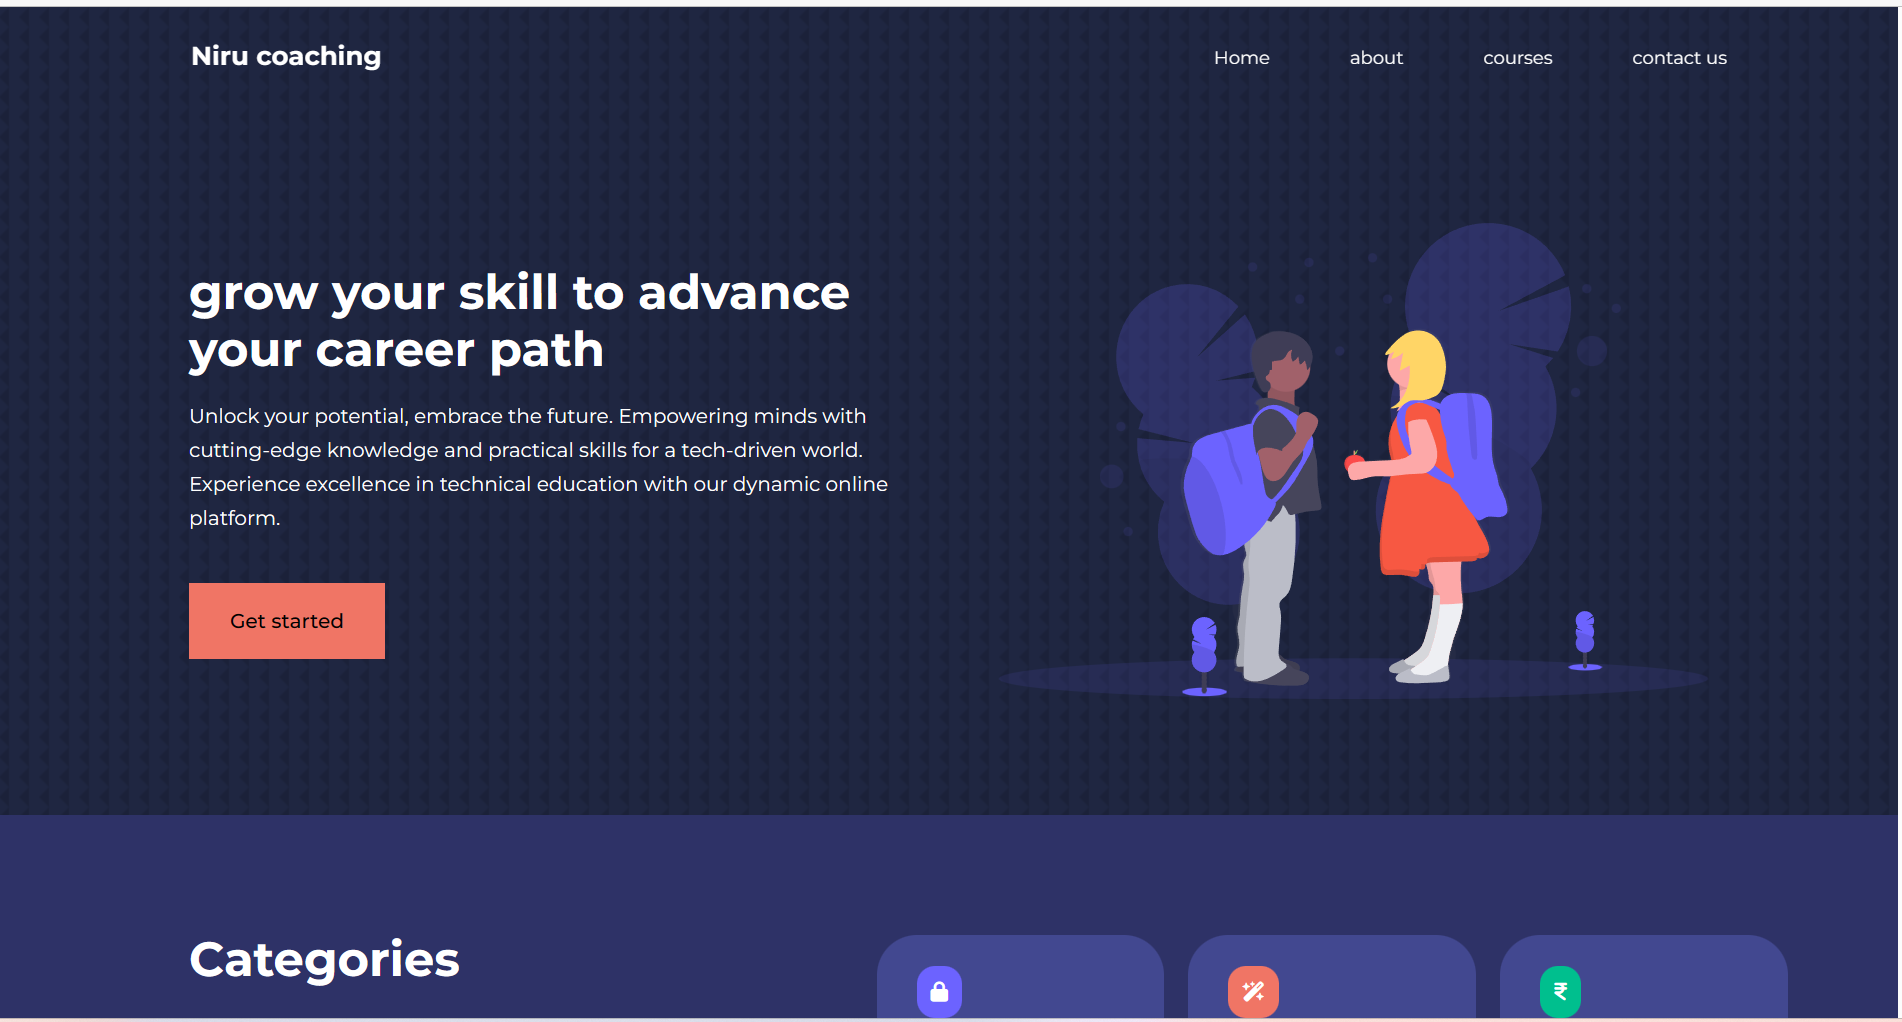 Niru coaching
Home
about
courses
contact us
grow your skill to advance
your career path
Unlock your potential, embrace the future. Empowering minds with
cutting-edge knowledge and practical skills for a tech-driven world.
Experience excellence in technical education with our dynamic online
platform.
Get started
Categories
₹